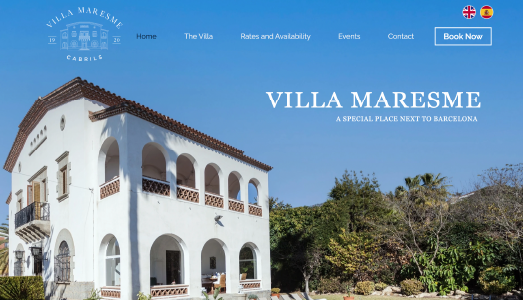 VILLA MARESME
19 20
CABRILS
Home The Villa Rates and Availability Events Contact Book Now
VILLA MARESME
A SPECIAL PLACE NEXT TO BARCELONA